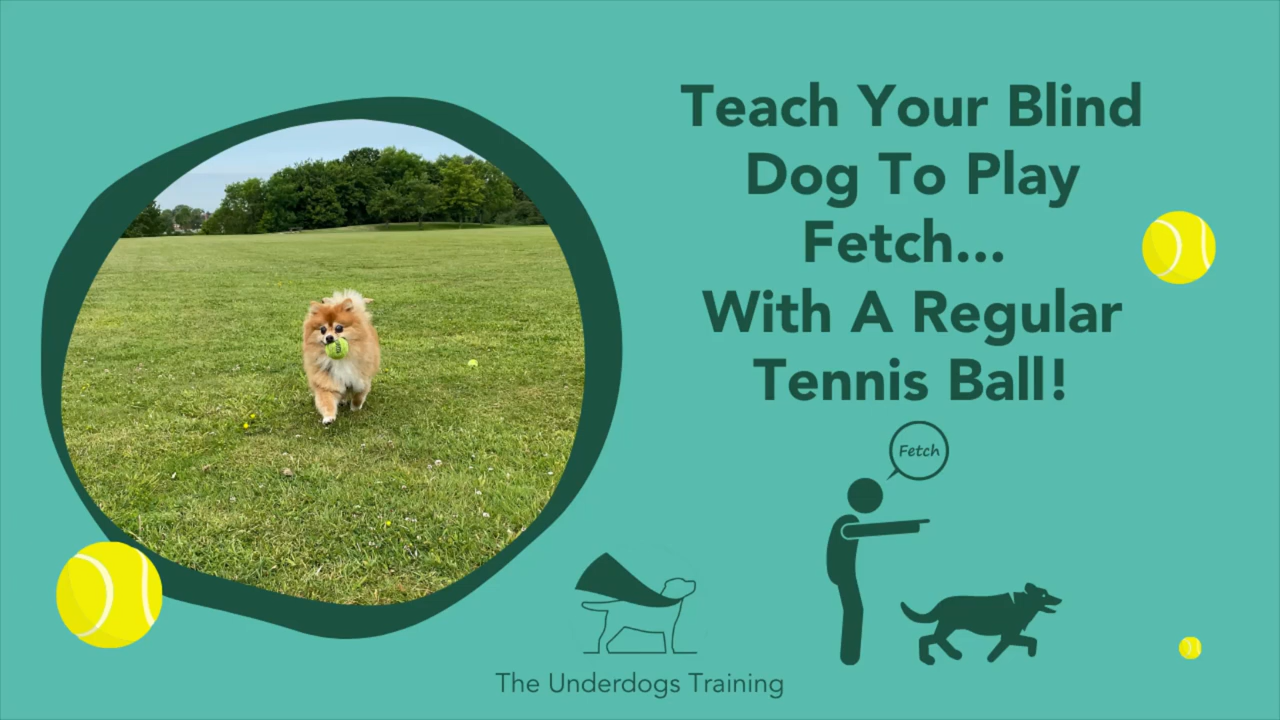 Teach Your Blind
Dog To Play
Fetch...
With A Regular
Tennis Ball!
Fetch
The Underdogs Training